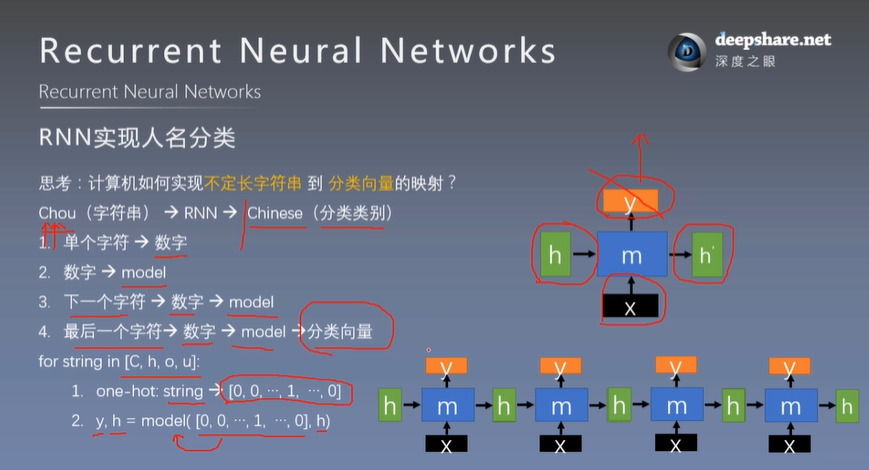 Recurrent Neural Networks
deepshare.net
深度之眼
Recurrent Neural Networks
RNN实现人名分类
思考：计算机如何实现不定长字符串 到 分类向量的映射？
Chou（字符串） → RNN → Chinese（分类类别）
1. 单个字符 → 数字
2. 数字 → model
3. 下一个字符 → 数字 → model
4. 最后一个字符→ 数字 → model →分类向量
for string in [C, h, o, u]:
1. one-hot: string → [0, 0, ···, 1, ···, 0]
2. y, h = model( [0, 0, ···, 1, ···, 0], h)
y
h m h'
x
y y y y
h m h m h m h m h
x x x x